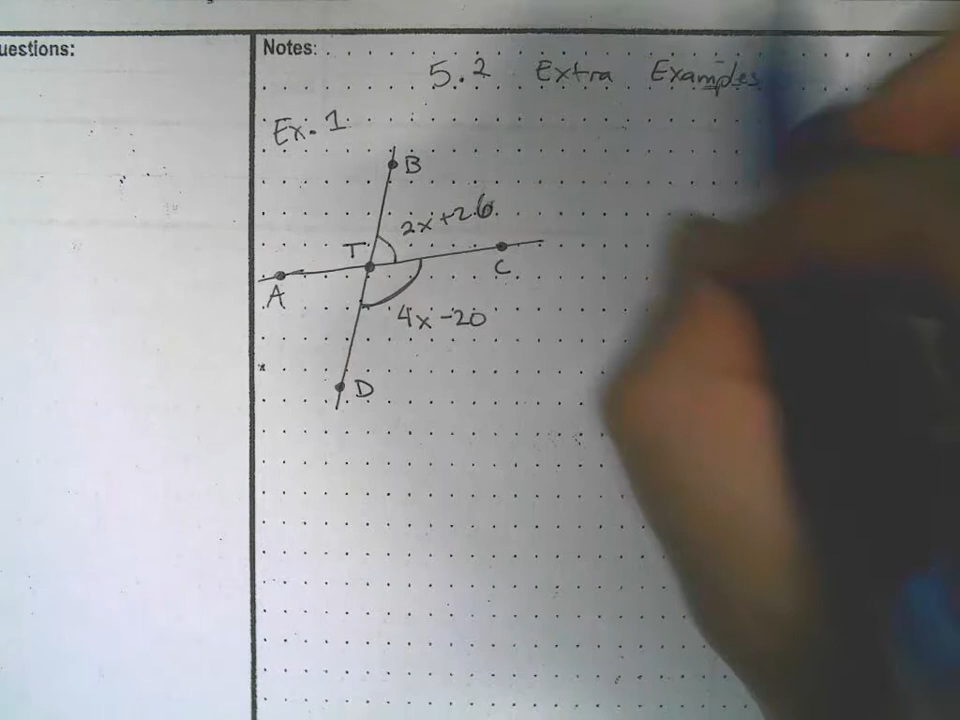 uestions:
Notes:
5.2 Extra Examples
Ex. 1
B
2x+26
T
C
A
4x-20
D